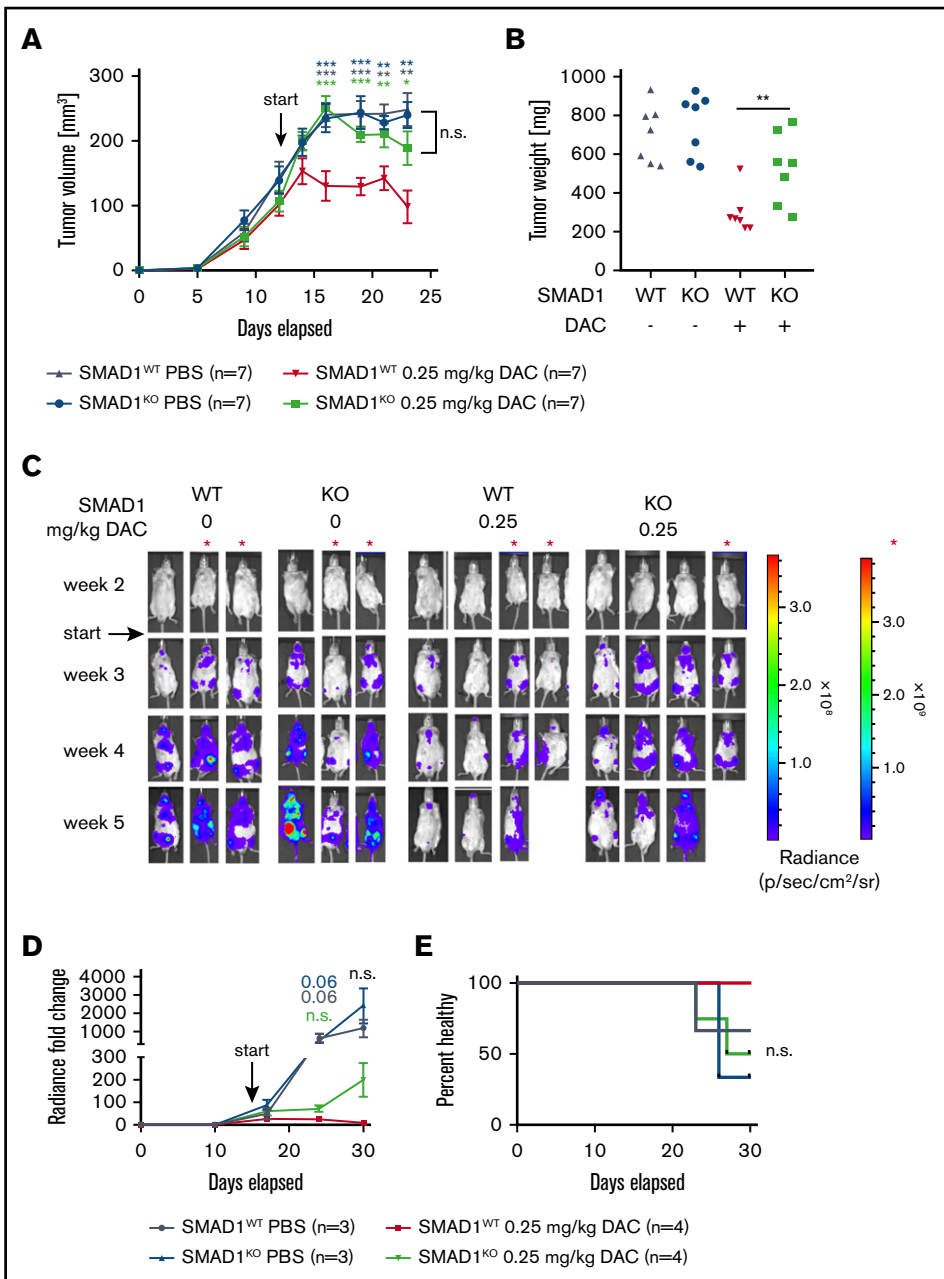 A
Tumor volume [mm³]
300
200
100
0
start
*** *** ** **
*** *** ** **
*** *** ** *
n.s.
0 5 10 15 20 25
Days elapsed
B
Tumor weight [mg]
1000
800
600
400
200
0
**
SMAD1 WT KO WT KO
DAC - - + +
SMAD1ᵂᵀ PBS (n=7)
SMAD1ᵂᵀ 0.25 mg/kg DAC (n=7)
SMAD1ᴷᴼ PBS (n=7)
SMAD1ᴷᴼ 0.25 mg/kg DAC (n=7)
C
SMAD1 WT KO WT KO
mg/kg DAC 0 0 0.25 0.25
* * * * * * * *
week 2
start
week 3
week 4
week 5
3.0
2.0
1.0
×10⁸
3.0
2.0
1.0
×10⁹
Radiance
(p/sec/cm²/sr)
D
Radiance fold change
4000
3000
2000
1000
300
200
100
0
start
0.06
0.06
n.s.
n.s.
0 10 20 30
Days elapsed
E
Percent healthy
100
50
0
n.s.
0 10 20 30
Days elapsed
SMAD1ᵂᵀ PBS (n=3)
SMAD1ᵂᵀ 0.25 mg/kg DAC (n=4)
SMAD1ᴷᴼ PBS (n=3)
SMAD1ᴷᴼ 0.25 mg/kg DAC (n=4)